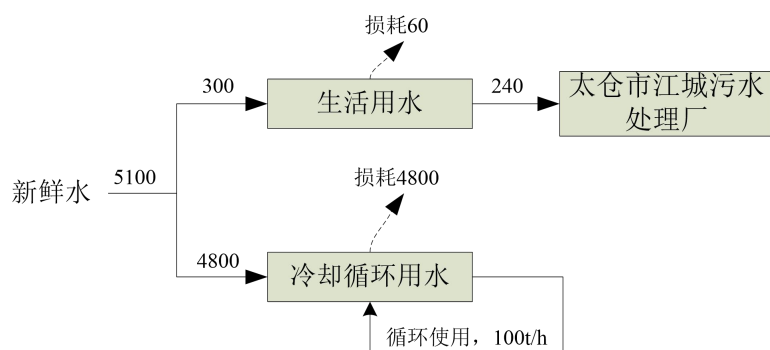 损耗60
300
生活用水
240
太仓市江城污水
处理厂
新鲜水
5100
损耗4800
4800
冷却循环用水
循环使用，100t/h